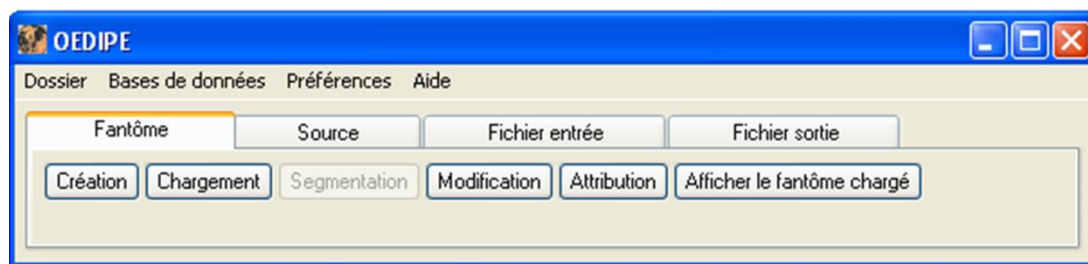 OEDIPE
Dossier Bases de données Préférences Aide
Fantôme Source Fichier entrée Fichier sortie
Création Chargement Segmentation Modification Attribution Afficher le fantôme chargé